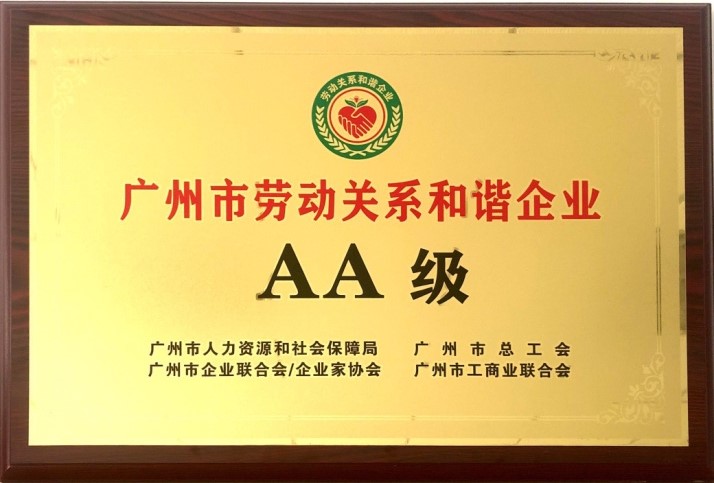 劳动关系和谐企业
广州市劳动关系和谐企业
AA 级
广州市人力资源和社会保障局 广州市总工会
广州市企业联合会/企业家协会 广州市工商业联合会